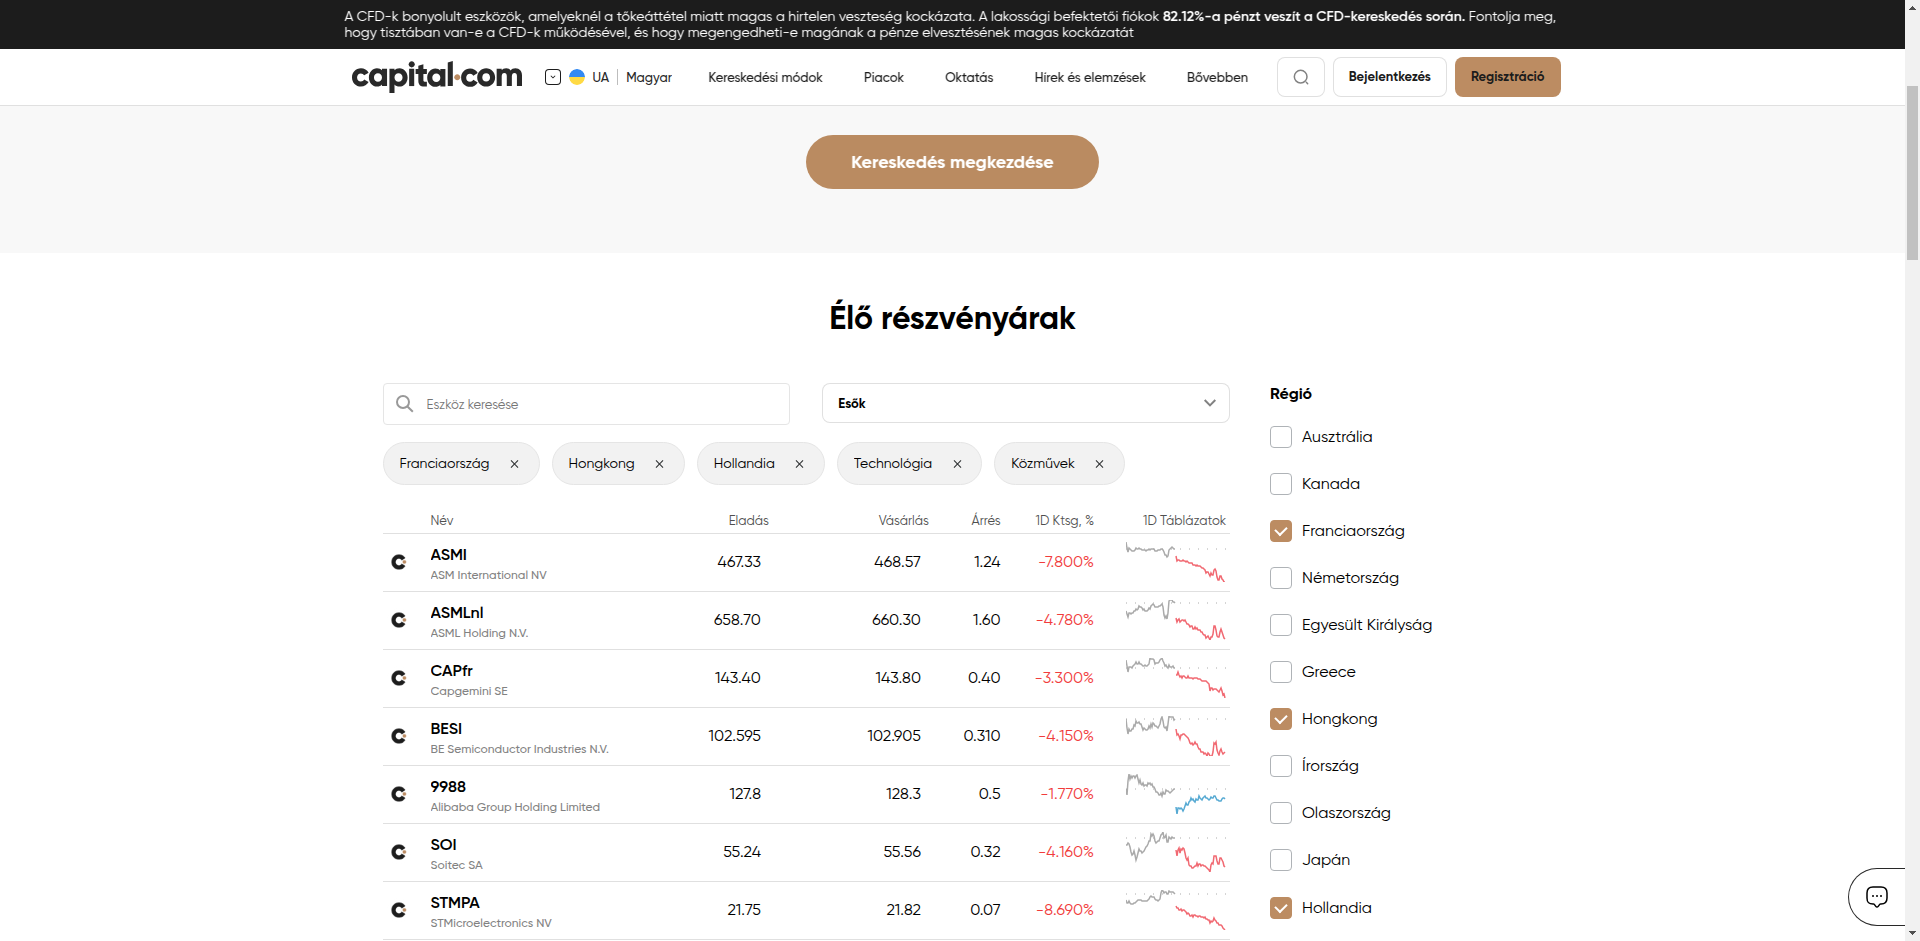 A CFD-k bonyolult eszközök, amelyeknél a tőkeáttétel miatt magas a hirtelen veszteség kockázata. A lakossági befektetői fiókok 82.12%-a pénzt veszít a CFD-kereskedés során. Fontolja meg,
hogy tisztában van-e a CFD-k működésével, és hogy megengedheti-e magának a pénze elvesztésének magas kockázatát
capital.com UA Magyar Kereskedési módok Piacok Oktatás Hírek és elemzések Bővebben Bejelentkezés Regisztráció
Kereskedés megkezdése
Élő részvényárak
Eszköz keresése Esők
Franciaország Hongkong Hollandia Technológia Közművek
Név Eladás Vásárlás Árrés 1D Ktsg, % 1D Táblázatok
ASMI 467.33 468.57 1.24 -7.800%
ASM International NV
ASMLnl 658.70 660.30 1.60 -4.780%
ASML Holding N.V.
CAPfr 143.40 143.80 0.40 -3.300%
Capgemini SE
BESI 102.595 102.905 0.310 -4.150%
BE Semiconductor Industries N.V.
9988 127.8 128.3 0.5 -1.770%
Alibaba Group Holding Limited
SOI 55.24 55.56 0.32 -4.160%
Soitec SA
STMPA 21.75 21.82 0.07 -8.690%
STMicroelectronics NV
Régió
Ausztrália
Kanada
Franciaország
Németország
Egyesült Királyság
Greece
Hongkong
Írország
Olaszország
Japán
Hollandia